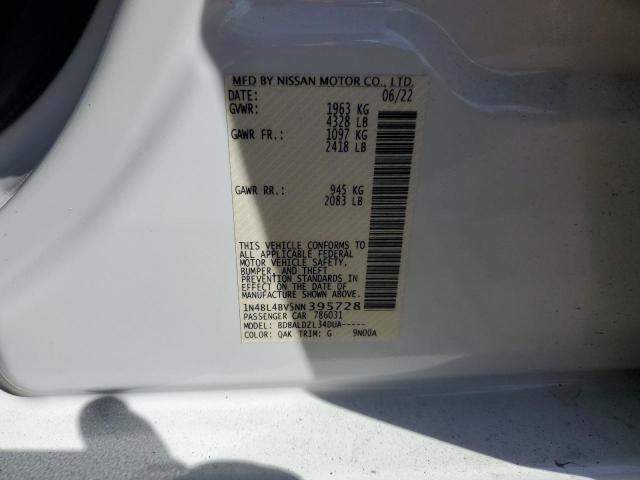 MFD BY NISSAN MOTOR CO., LTD.
DATE: 06/22
GVWR: 1963 KG
4328 LB
GAWR FR.: 1097 KG
2418 LB
GAWR RR.: 945 KG
2083 LB
THIS VEHICLE CONFORMS TO
ALL APPLICABLE FEDERAL
MOTOR VEHICLE SAFETY,
BUMPER, AND THEFT
PREVENTION STANDARDS
IN EFFECT ON THE DATE OF
MANUFACTURE SHOWN ABOVE.
1N4BL4BV5NN395728
PASSENGER CAR 786031
MODEL: BDBALDZL34DUA-----
COLOR: QAK TRIM: G 9N00A